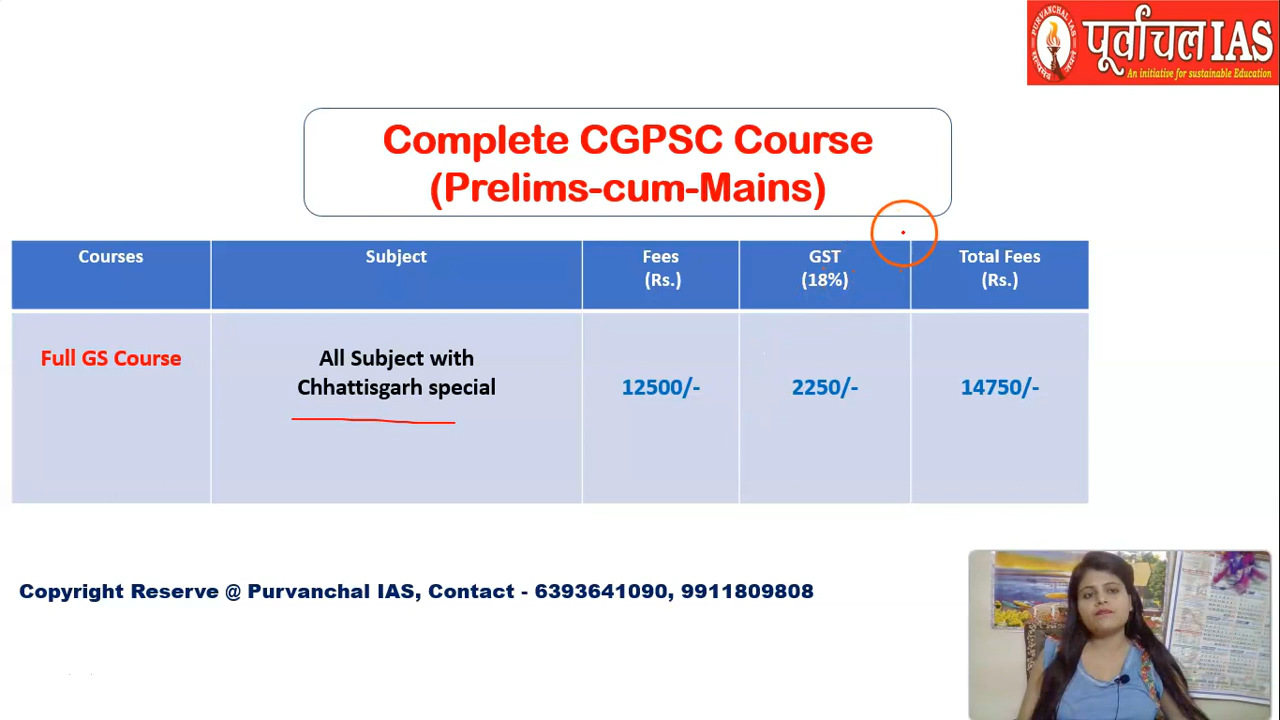 पूर्वांचल IAS
An initiative for sustainable Education
PURVANCHAL IAS
Complete CGPSC Course
(Prelims-cum-Mains)
Courses
Subject
Fees
(Rs.)
GST
(18%)
Total Fees
(Rs.)
Full GS Course
All Subject with
Chhattisgarh special
12500/-
2250/-
14750/-
Copyright Reserve @ Purvanchal IAS, Contact - 6393641090, 9911809808